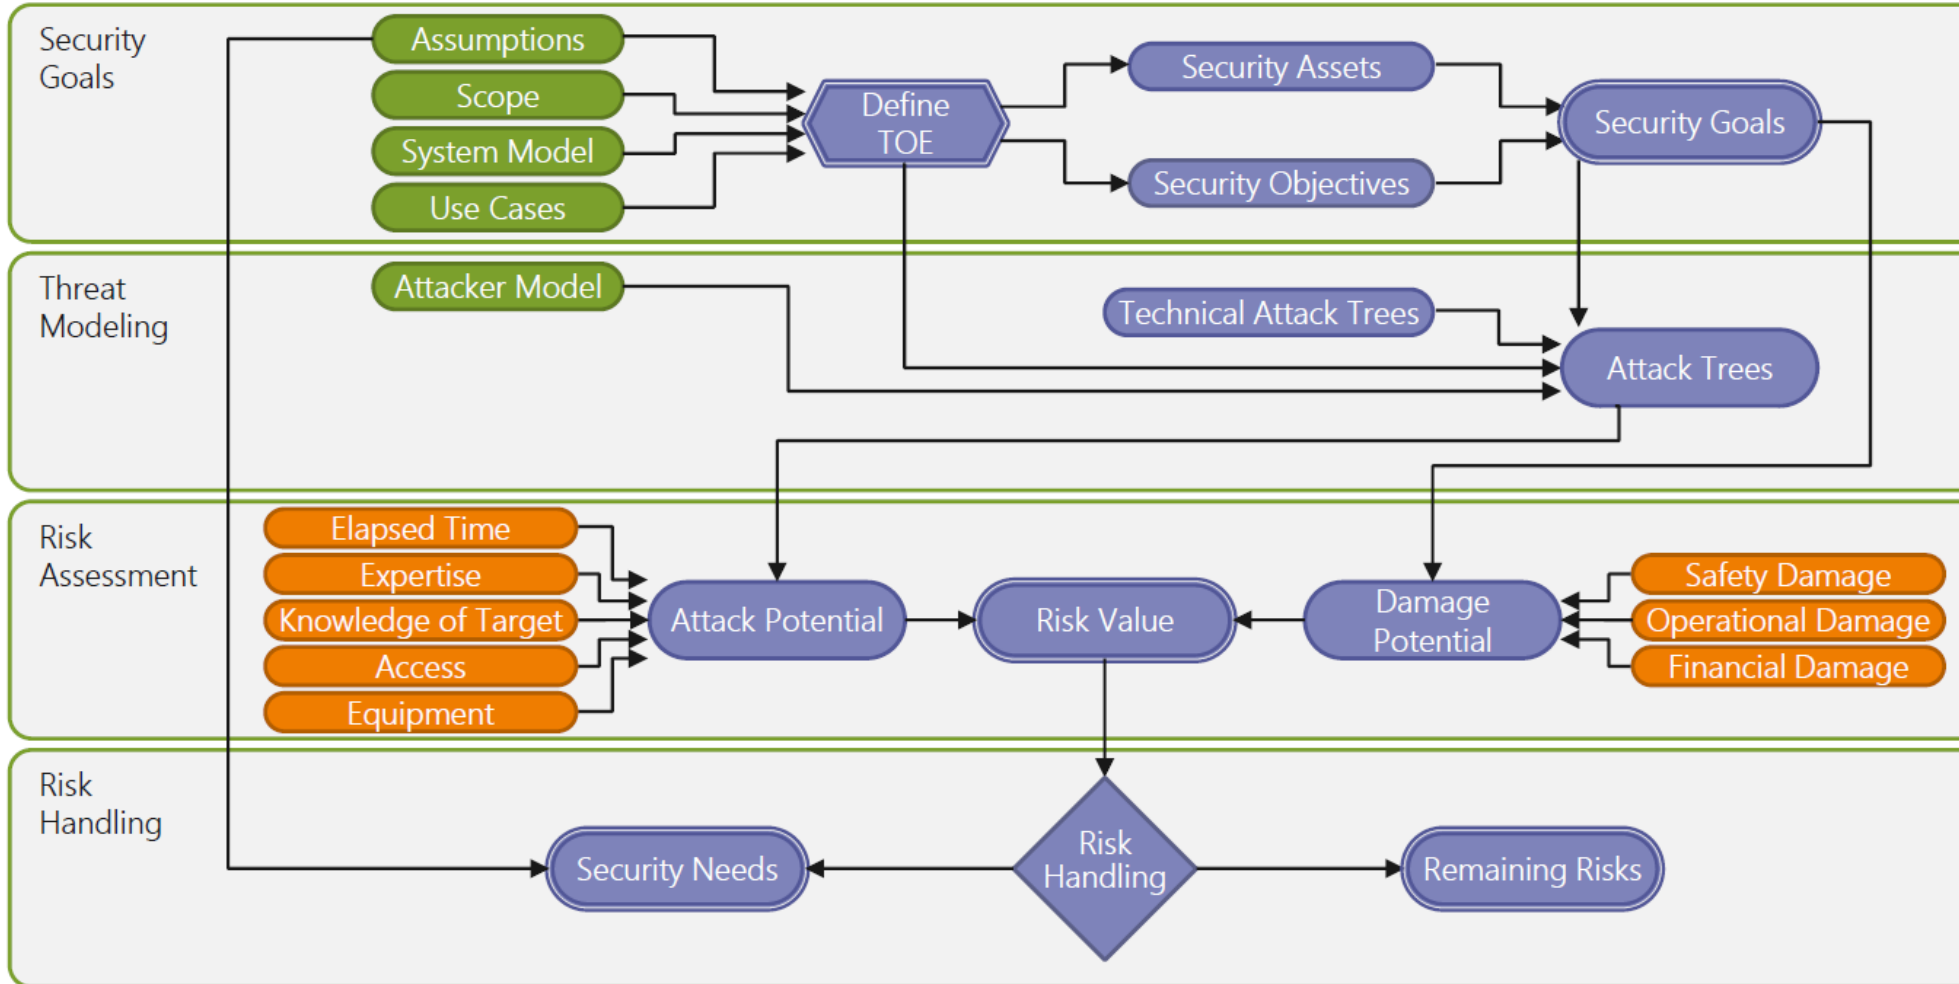 Security
Goals
Assumptions
Scope
System Model
Use Cases
Define
TOE
Security Assets
Security Objectives
Security Goals
Threat
Modeling
Attacker Model
Technical Attack Trees
Attack Trees
Risk
Assessment
Elapsed Time
Expertise
Knowledge of Target
Access
Equipment
Attack Potential
Risk Value
Damage
Potential
Safety Damage
Operational Damage
Financial Damage
Risk
Handling
Security Needs
Risk
Handling
Remaining Risks